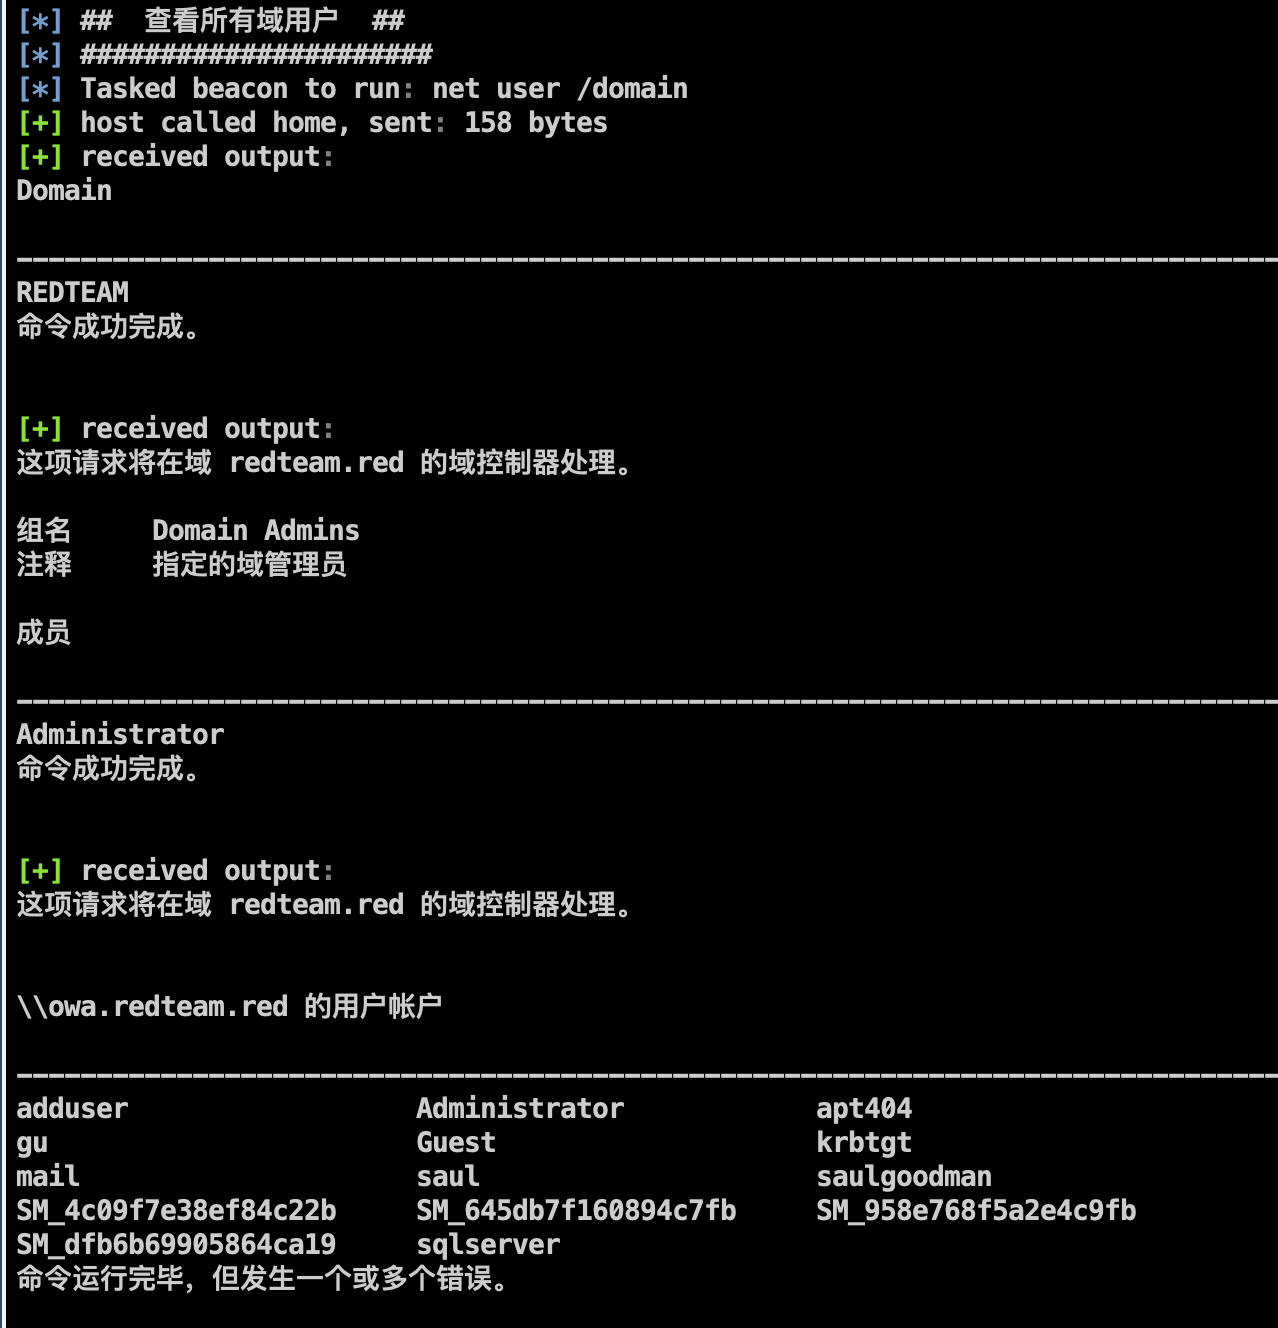 [*] ##  查看所有域用户  ##
[*] ######################
[*] Tasked beacon to run: net user /domain
[+] host called home, sent: 158 bytes
[+] received output:
Domain
-------------------------------------------------------------------------------
REDTEAM
命令成功完成。
[+] received output:
这项请求将在域 redteam.red 的域控制器处理。
组名     Domain Admins
注释     指定的域管理员
成员
-------------------------------------------------------------------------------
Administrator
命令成功完成。
[+] received output:
这项请求将在域 redteam.red 的域控制器处理。
\\owa.redteam.red 的用户帐户
-------------------------------------------------------------------------------
adduser                  Administrator            apt404
gu                       Guest                    krbtgt
mail                     saul                     saulgoodman
SM_4c09f7e38ef84c22b     SM_645db7f160894c7fb     SM_958e768f5a2e4c9fb
SM_dfb6b69905864ca19     sqlserver
命令运行完毕，但发生一个或多个错误。